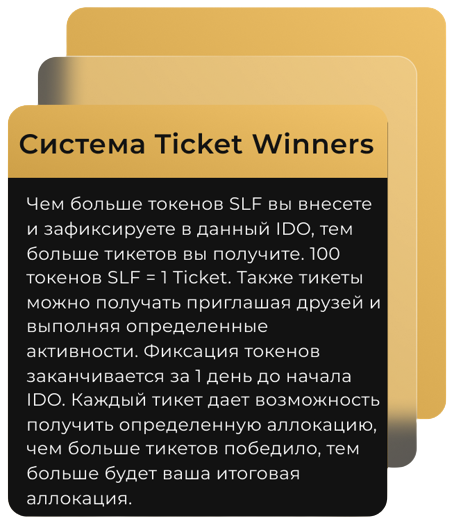 Система Ticket Winners
Чем больше токенов SLF вы внесете
и зафиксируете в данный IDO, тем
больше тикетов вы получите. 100
токенов SLF = 1 Ticket. Также тикеты
можно получать приглашая друзей и
выполняя определенные
активности. Фиксация токенов
заканчивается за 1 день до начала
IDO. Каждый тикет дает возможность
получить определенную аллокацию,
чем больше тикетов победило, тем
больше будет ваша итоговая
аллокация.